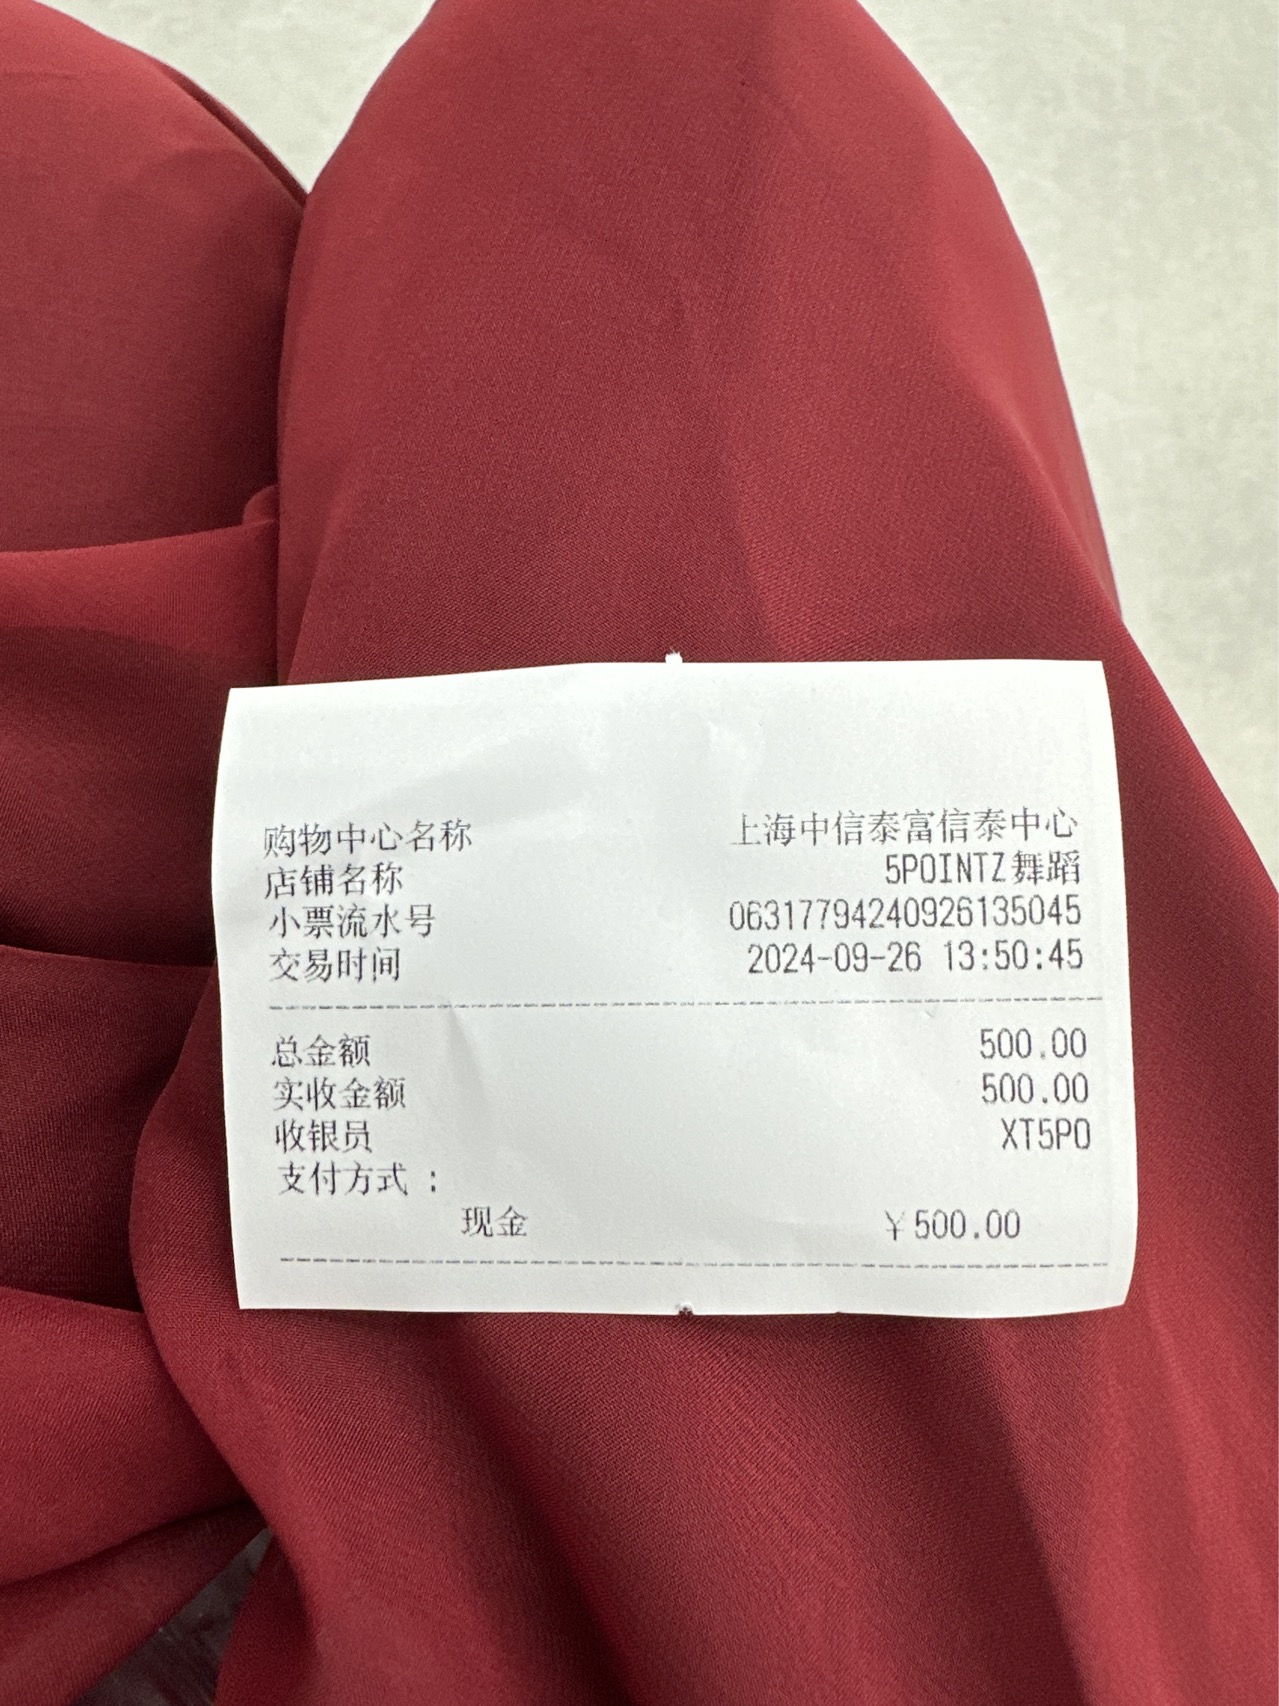 购物中心名称 上海中信泰富信泰中心
店铺名称 5POINTZ舞蹈
小票流水号 06317794240926135045
交易时间 2024-09-26 13:50:45
总金额 500.00
实收金额 500.00
收银员 XT5PO
支付方式 :
现金 ￥500.00